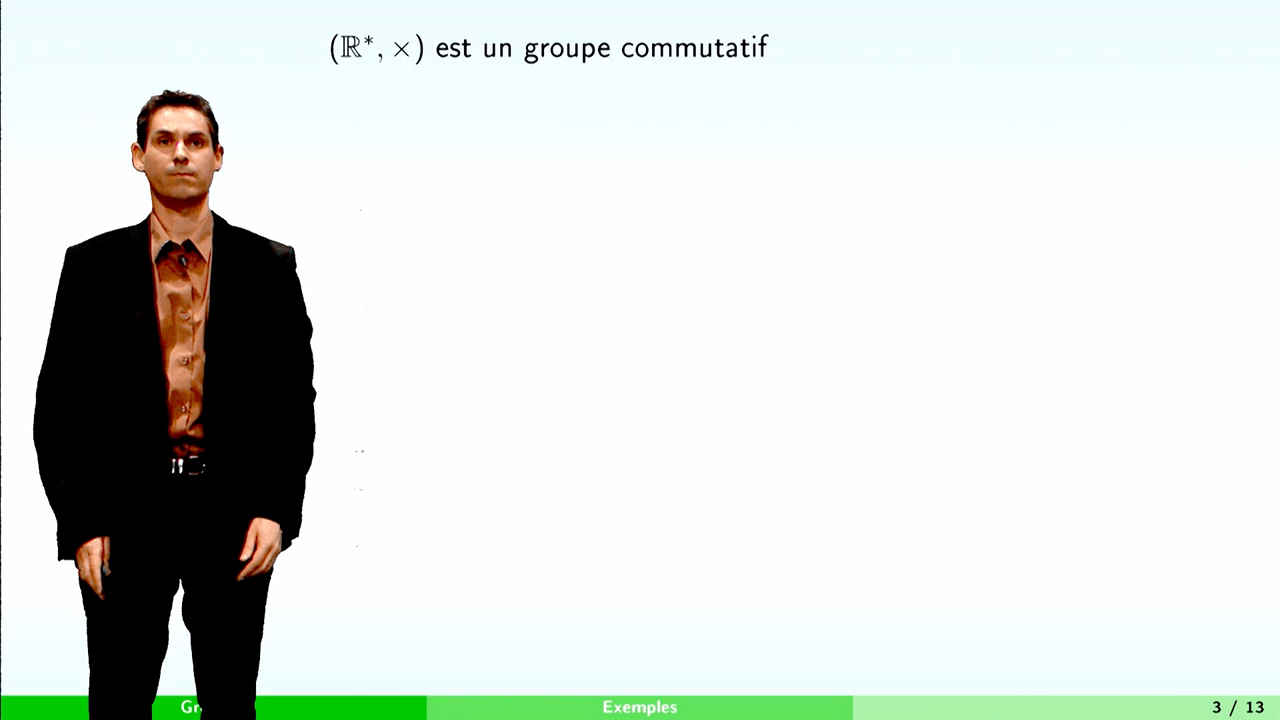 (ℝ*, ×) est un groupe commutatif
Exemples
3 / 13